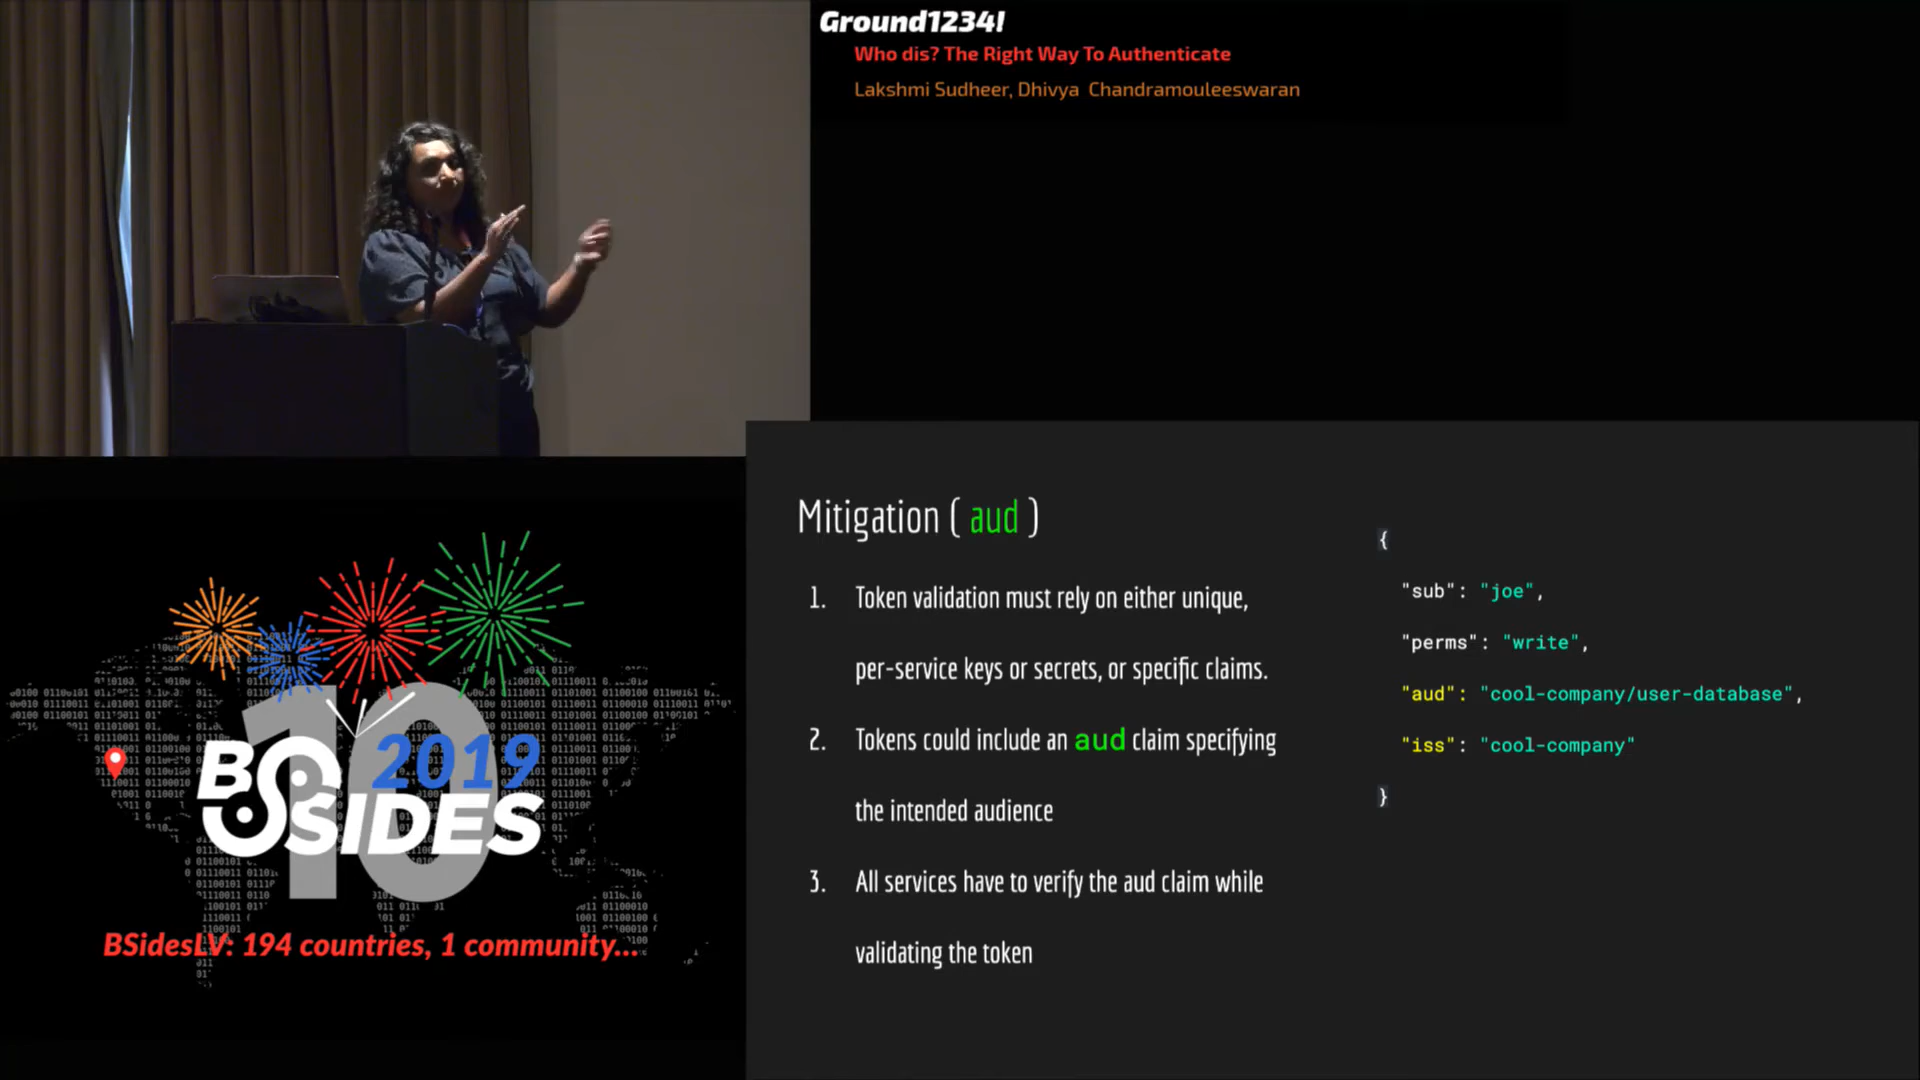 Ground1234!
Who dis? The Right Way To Authenticate
Lakshmi Sudheer, Dhivya Chandramouleeswaran
Mitigation ( aud )
1. Token validation must rely on either unique,
per-service keys or secrets, or specific claims.
2. Tokens could include an aud claim specifying
the intended audience
3. All services have to verify the aud claim while
validating the token
{
"sub": "joe",
"perms": "write",
"aud": "cool-company/user-database",
"iss": "cool-company"
}
10
2019
BSIDES
BSidesLV: 194 countries, 1 community...